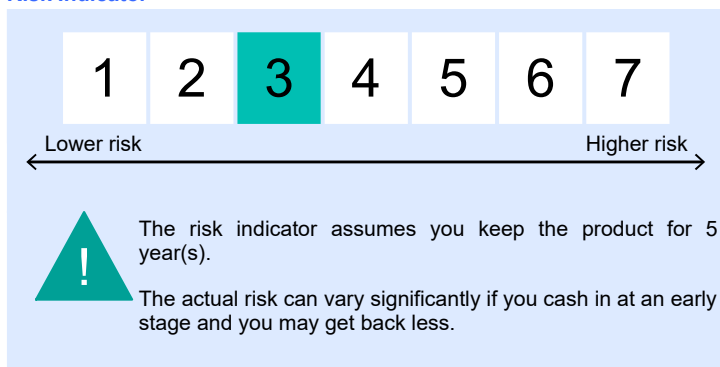 Risk Indicator
1 2 3 4 5 6 7
Lower risk Higher risk
!
The risk indicator assumes you keep the product for 5
year(s).
The actual risk can vary significantly if you cash in at an early
stage and you may get back less.